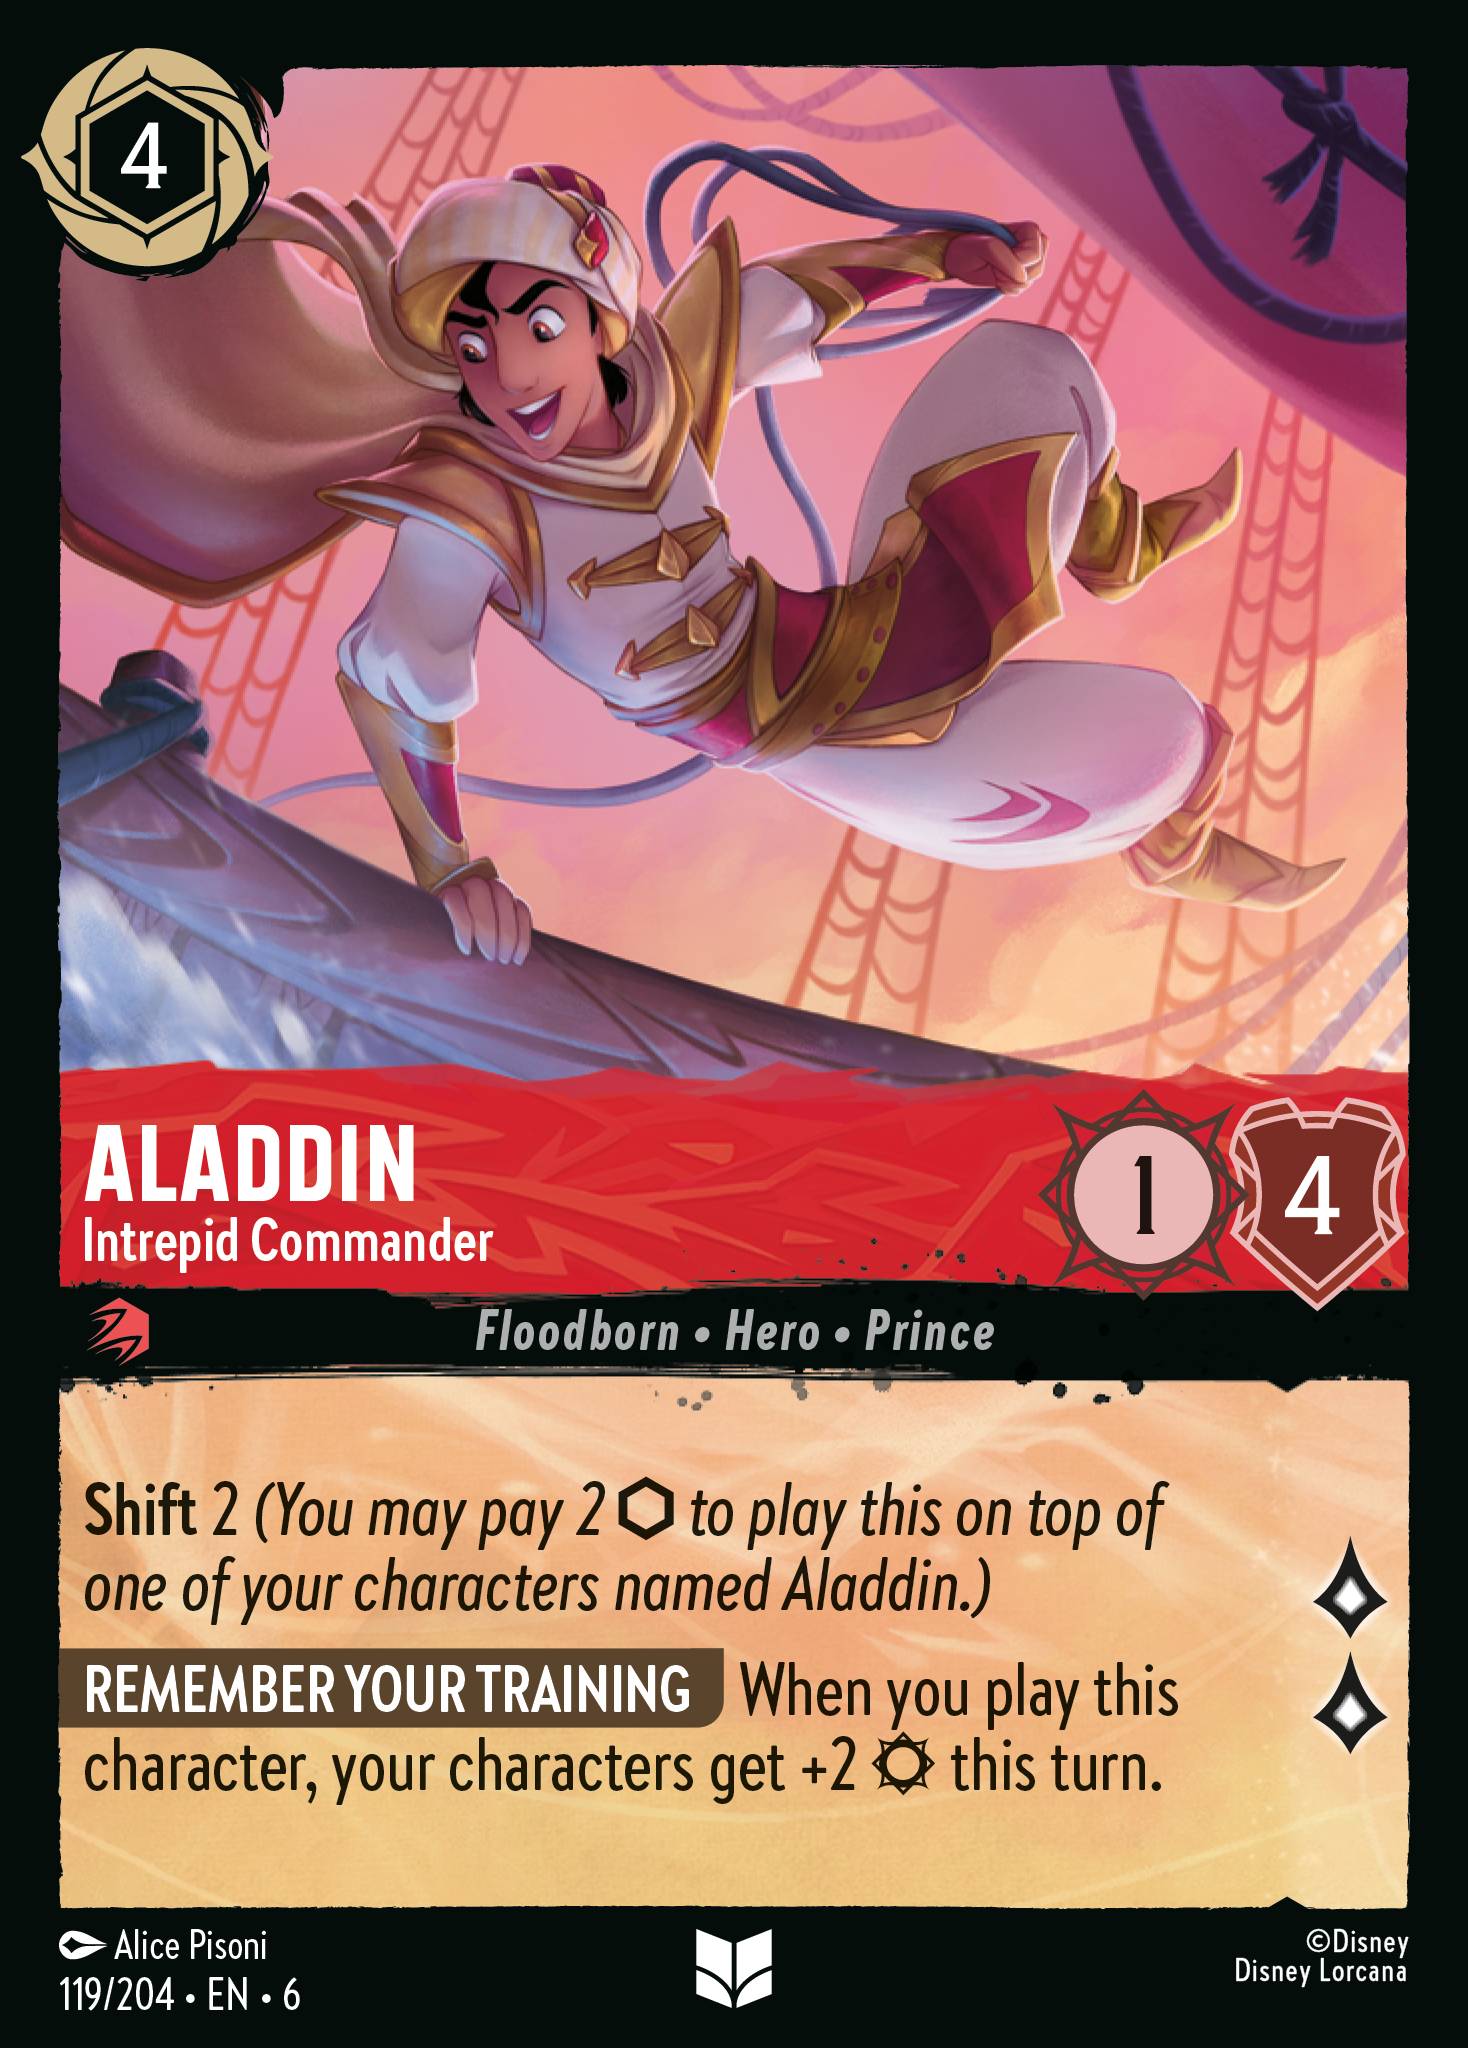 4
ALADDIN
Intrepid Commander
1
4
Floodborn • Hero • Prince
Shift 2 (You may pay 2 ⬡ to play this on top of
one of your characters named Aladdin.)
REMEMBER YOUR TRAINING When you play this
character, your characters get +2 ¤ this turn.
Alice Pisoni
119/204 • EN • 6
©Disney
Disney Lorcana